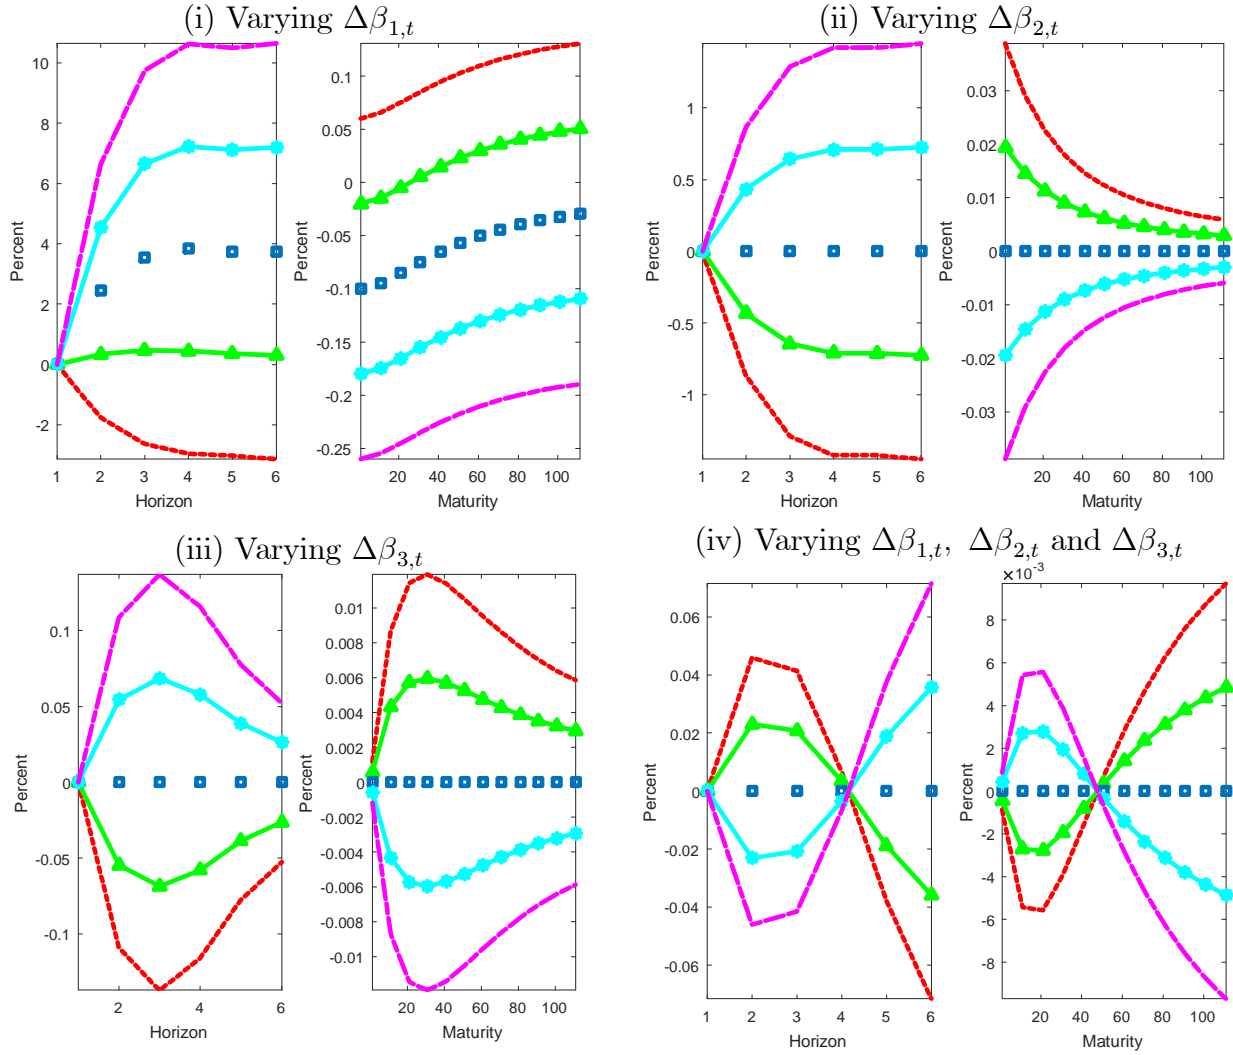 (i) Varying Δβ1,t
(ii) Varying Δβ2,t
10
8
6
4
2
0
-2
Percent
1 2 3 4 5 6
Horizon
0.1
0.05
0
-0.05
-0.1
-0.15
-0.2
-0.25
Percent
20 40 60 80 100
Maturity
1
0.5
0
-0.5
-1
Percent
1 2 3 4 5 6
Horizon
0.03
0.02
0.01
0
-0.01
-0.02
-0.03
Percent
20 40 60 80 100
Maturity
(iii) Varying Δβ3,t
(iv) Varying Δβ1,t, Δβ2,t and Δβ3,t
0.1
0.05
0
-0.05
-0.1
Percent
2 4 6
Horizon
0.01
0.008
0.006
0.004
0.002
0
-0.002
-0.004
-0.006
-0.008
-0.01
Percent
20 40 60 80 100
Maturity
0.06
0.04
0.02
0
-0.02
-0.04
-0.06
Percent
1 2 3 4 5 6
Horizon
×10-3
8
6
4
2
0
-2
-4
-6
-8
Percent
20 40 60 80 100
Maturity